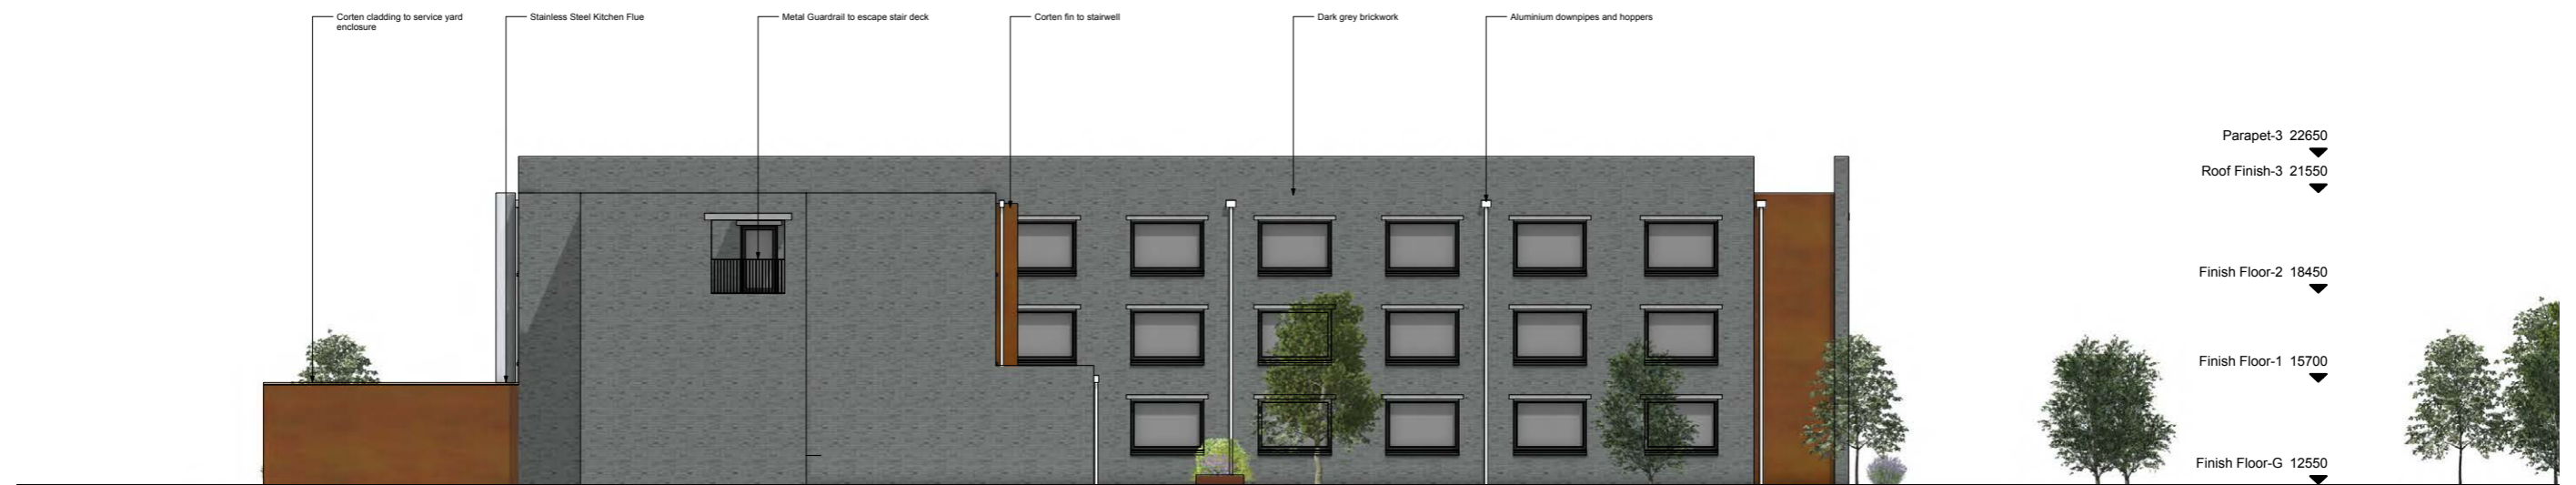 Corten cladding to service yard
enclosure
Stainless Steel Kitchen Flue
Metal Guardrail to escape stair deck
Corten fin to stairwell
Dark grey brickwork
Aluminium downpipes and hoppers
Parapet-3 22650
Roof Finish-3 21550
Finish Floor-2 18450
Finish Floor-1 15700
Finish Floor-G 12550